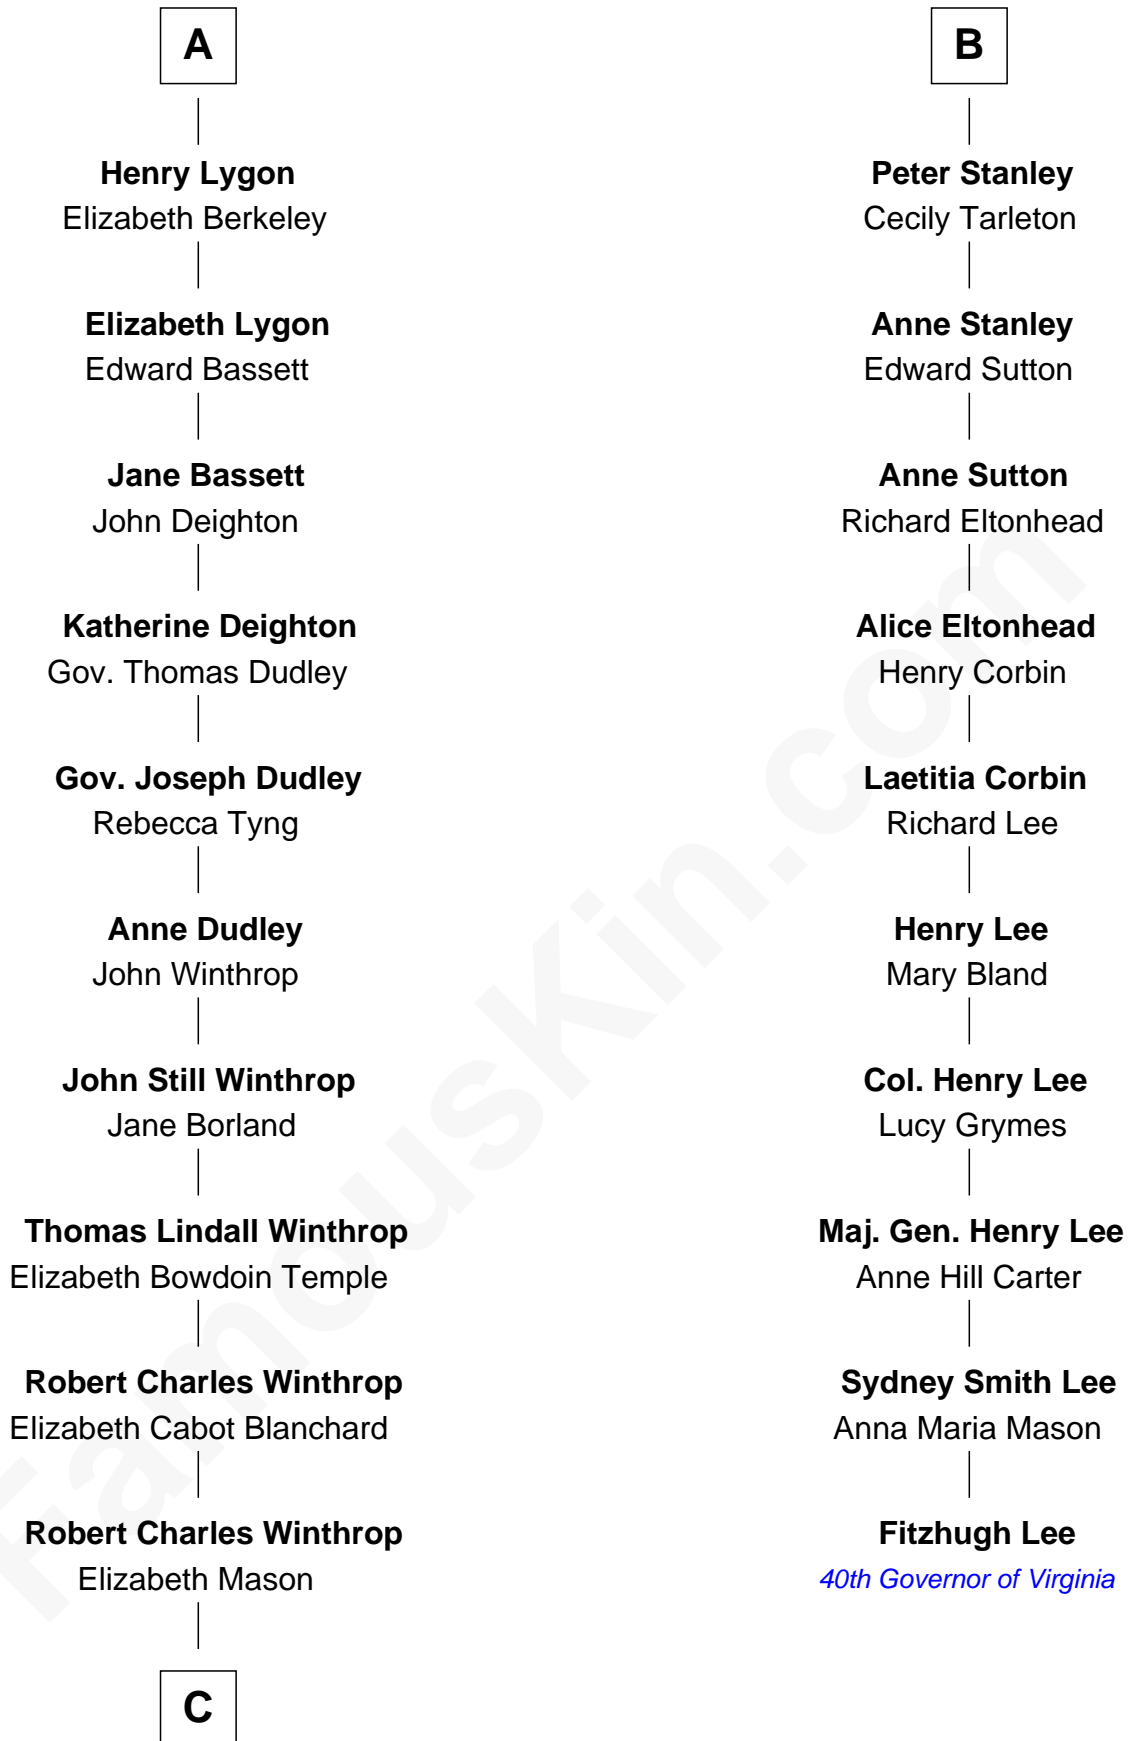 A
Henry Lygon
Elizabeth Berkeley
Elizabeth Lygon
Edward Bassett
Jane Bassett
John Deighton
Katherine Deighton
Gov. Thomas Dudley
Gov. Joseph Dudley
Rebecca Tyng
Anne Dudley
John Winthrop
John Still Winthrop
Jane Borland
Thomas Lindall Winthrop
Elizabeth Bowdoin Temple
Robert Charles Winthrop
Elizabeth Cabot Blanchard
Robert Charles Winthrop
Elizabeth Mason
C
B
Peter Stanley
Cecily Tarleton
Anne Stanley
Edward Sutton
Anne Sutton
Richard Eltonhead
Alice Eltonhead
Henry Corbin
Laetitia Corbin
Richard Lee
Henry Lee
Mary Bland
Col. Henry Lee
Lucy Grymes
Maj. Gen. Henry Lee
Anne Hill Carter
Sydney Smith Lee
Anna Maria Mason
Fitzhugh Lee
40th Governor of Virginia
FamousKin.com